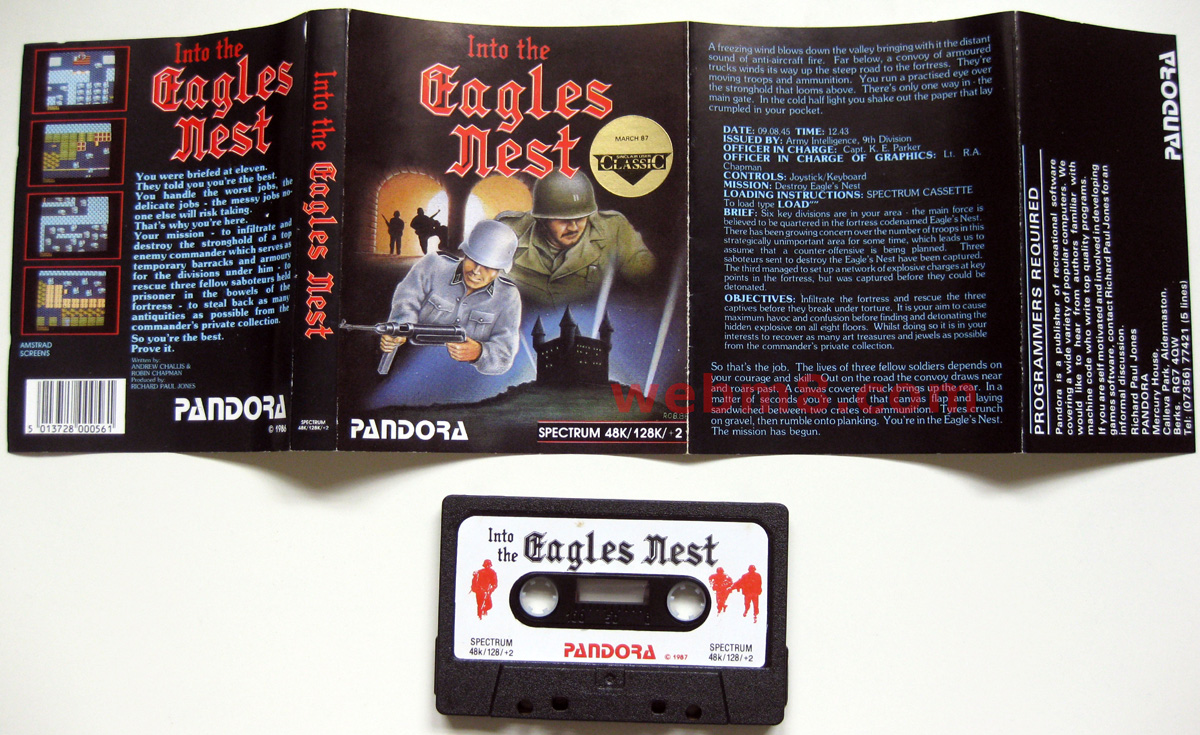 Into the
Eagles
Nest
You were briefed at eleven.
They told you you're the best.
You handle the worst jobs, the
delicate jobs - the messy jobs no-
one else will risk taking.
That's why you're here.
Your mission - to infiltrate and
destroy the stronghold of a top
enemy commander which serves as
temporary barracks and armoury
for the divisions under him - to
rescue three fellow saboteurs held
prisoner in the bowels of the
fortress - to steal back as many
antiquities as possible from the
commander's private collection.
So you're the best.
Prove it.
Written by:
ANDREW CHALLIS &
ROBIN CHAPMAN
Produced by:
RICHARD PAUL JONES
AMSTRAD
SCREENS
5 013728 000561
PANDORA
© 1986
Into the Eagles Nest
SPECTRUM
48K/128K/+2
Into the
Eagles
Nest
MARCH 87
SINCLAIR USER
CLASSIC
ROB.86
PANDORA
SPECTRUM 48K/128K/+2
A freezing wind blows down the valley bringing with it the distant
sound of anti-aircraft fire. Far below, a convoy of armoured
trucks winds its way up the steep road to the fortress. They're
moving troops and ammunition. You run a practised eye over
the stronghold that looms above. There's only one way in - the
main gate. In the cold half light you shake out the paper that lay
crumpled in your pocket.
DATE: 09.08.45 TIME: 12.43
ISSUED BY: Army Intelligence, 9th Division
OFFICER IN CHARGE: Capt. K. E. Parker
OFFICER IN CHARGE OF GRAPHICS: Lt. R.A.
Chapman
CONTROLS: Joystick/Keyboard
MISSION: Destroy Eagle's Nest
LOADING INSTRUCTIONS: SPECTRUM CASSETTE
To load type LOAD""
BRIEF: Six key divisions are in your area - the main force is
believed to be quartered in the fortress codenamed Eagle's Nest.
There has been growing concern over the number of troops in this
strategically unimportant area for some time, which leads us to
assume that a counter-offensive is being planned. Three
saboteurs sent to destroy the Eagle's Nest have been captured.
The third managed to set up a network of explosive charges at key
points in the fortress, but was captured before they could be
detonated.
OBJECTIVES: Infiltrate the fortress and rescue the three
captives before they break under torture. It is your aim to cause
maximum havoc and confusion before finding and detonating the
hidden explosive on all eight floors. Whilst doing so it is in your
interests to recover as many art treasures and jewels as possible
from the commander's private collection.
So that's the job. The lives of three fellow soldiers depends on
your courage and skill. Out on the road the convoy draws near
and roars past. A canvas covered truck brings up the rear. In a
matter of seconds you're under that canvas flap and laying
sandwiched between two crates of ammunition. Tyres crunch
on gravel, then rumble onto planking. You're in the Eagle's Nest.
The mission has begun.
PANDORA
PROGRAMMERS REQUIRED
Pandora is a publisher of recreational software
covering a wide variety of popular computers. We
would like to hear from authors familiar with
machine code who write top quality programs.
If you are self motivated and involved in developing
games software, contact Richard Paul Jones for an
informal discussion.
Richard Paul Jones
PANDORA
Mercury House,
Calleva Park, Aldermaston,
Berks. RG7 4QW
Tel: (07356) 77421 (5 lines)
Into
the Eagles Nest
SPECTRUM
48k/128/+2
PANDORA © 1987
SPECTRUM
48k/128/+2